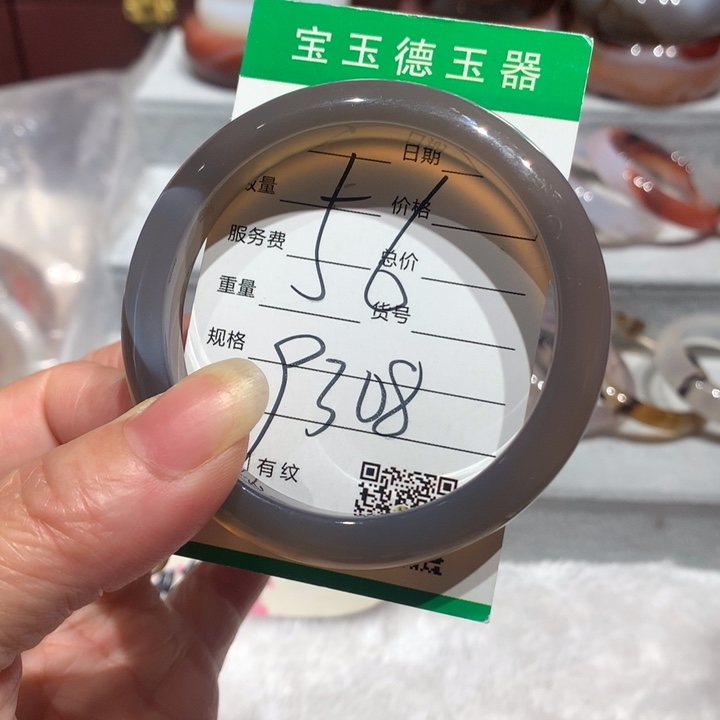 宝玉德玉器
日期
数量 价格
56
服务费 总价
重量 货号
规格
9308
有纹